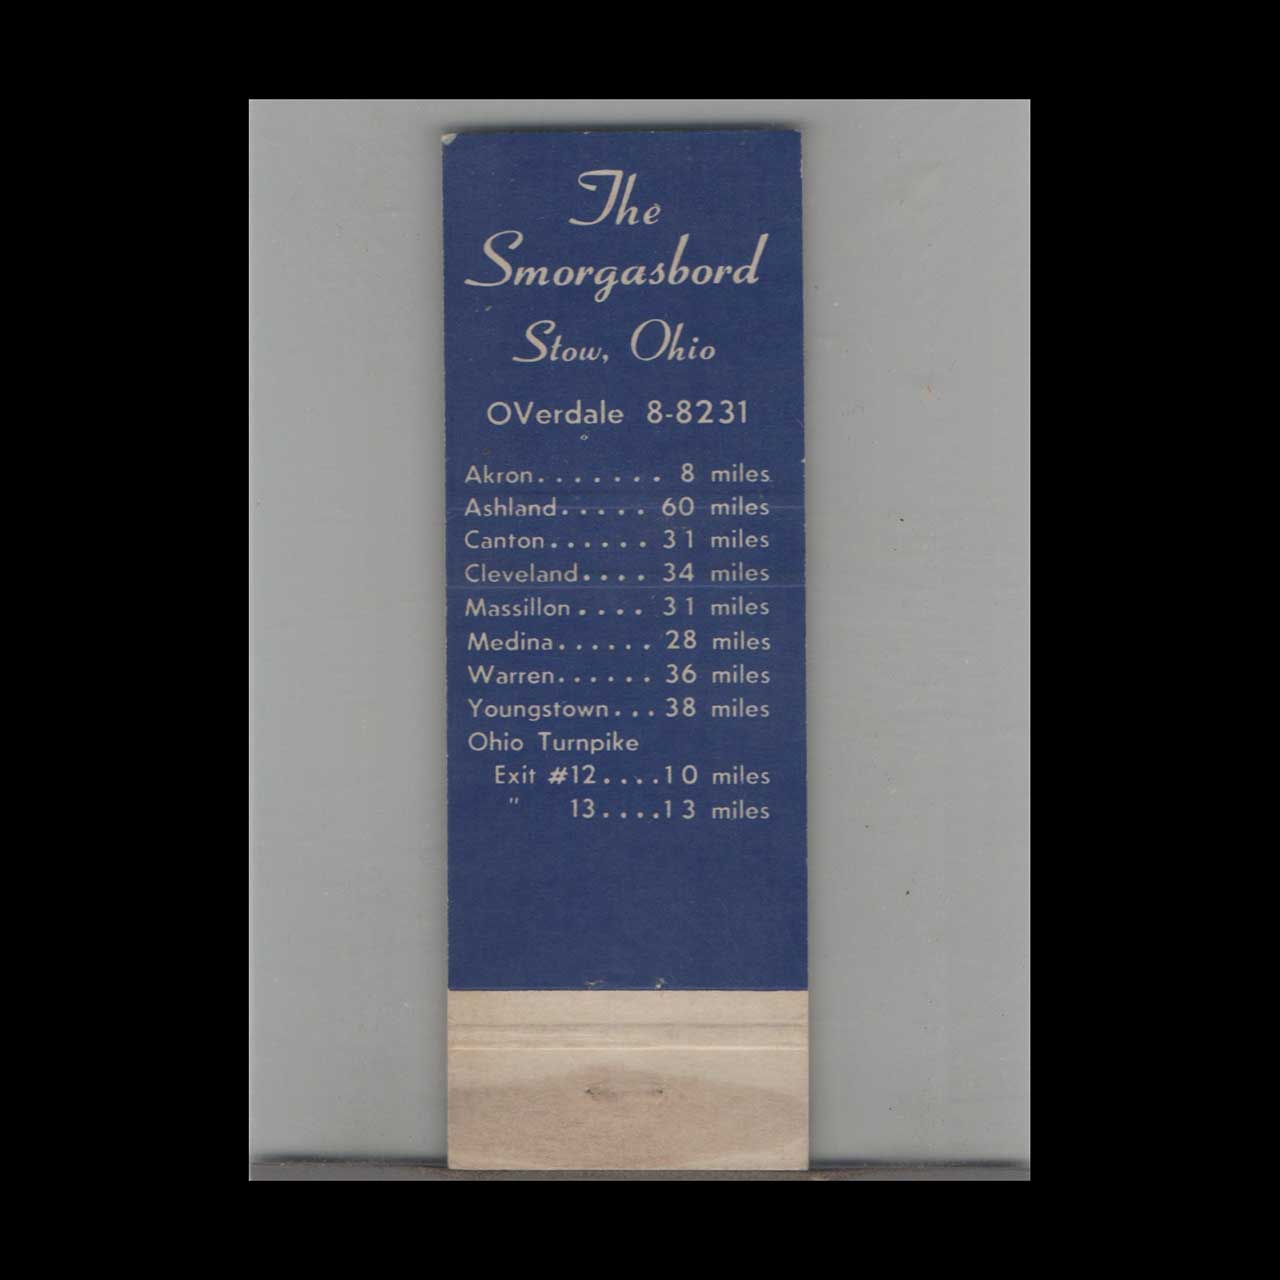 The
Smorgasbord
Stow, Ohio
OVerdale 8-8231
Akron....... 8 miles
Ashland..... 60 miles
Canton...... 31 miles
Cleveland.... 34 miles
Massillon.... 31 miles
Medina...... 28 miles
Warren...... 36 miles
Youngstown... 38 miles
Ohio Turnpike
Exit #12....10 miles
" 13....13 miles